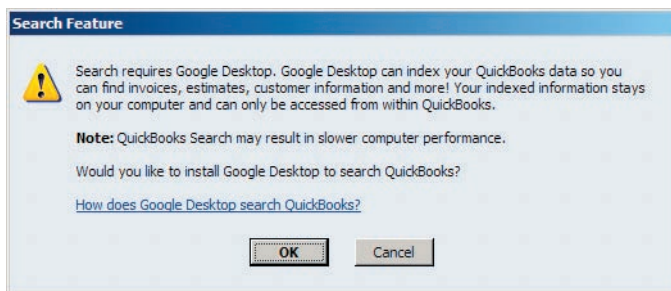 Search Feature
Search requires Google Desktop. Google Desktop can index your QuickBooks data so you
can find invoices, estimates, customer information and more! Your indexed information stays
on your computer and can only be accessed from within QuickBooks.
Note: QuickBooks Search may result in slower computer performance.
Would you like to install Google Desktop to search QuickBooks?
How does Google Desktop search QuickBooks?
OK Cancel